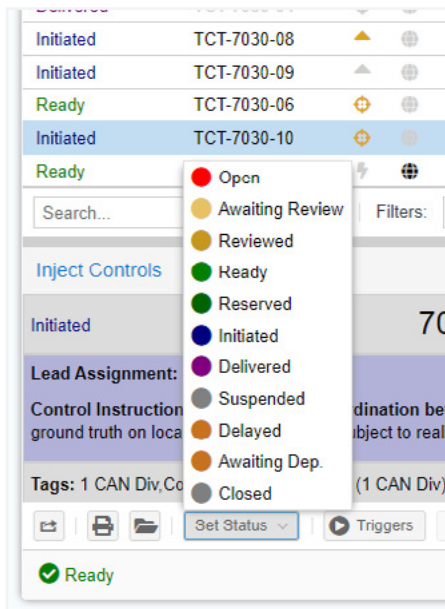 Initiated TCT-7030-08
Initiated TCT-7030-09
Ready TCT-7030-06
Initiated TCT-7030-10
Ready
Search... Filters:
Open
Awaiting Review
Reviewed
Ready
Reserved
Initiated
Delivered
Suspended
Delayed
Awaiting Dep.
Closed
Inject Controls
Initiated 70
Lead Assignment:
Control Instruction dination be
ground truth on loca bject to real
Tags: 1 CAN Div,Co (1 CAN Div)
Set Status Triggers
Ready